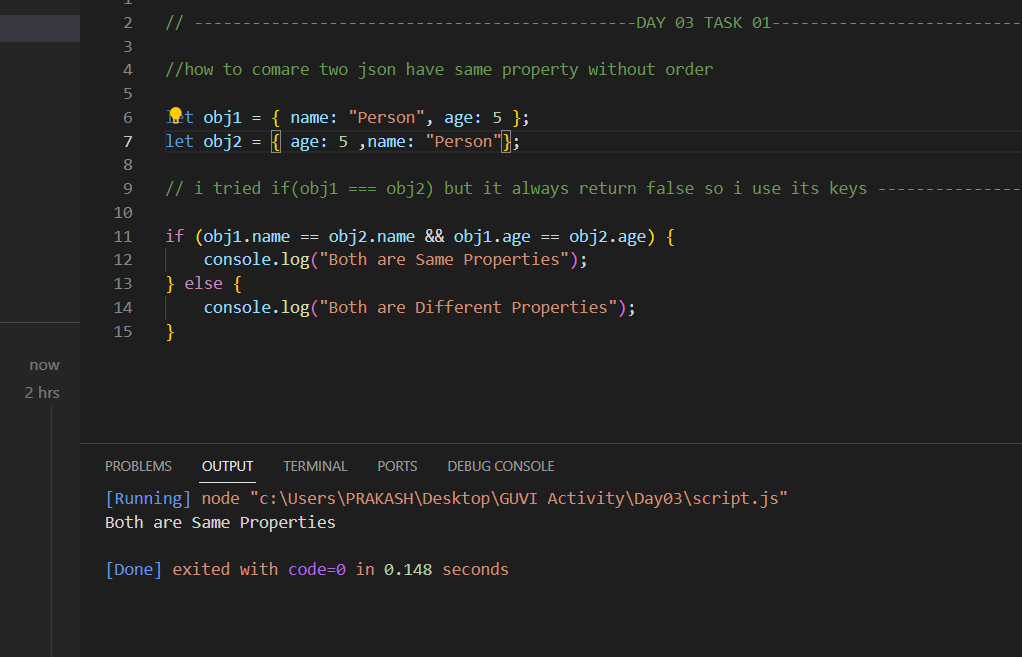 1
2 // ----------------------------------------------DAY 03 TASK 01--------------------------
3
4 //how to comare two json have same property without order
5
6 let obj1 = { name: "Person", age: 5 };
7 let obj2 = { age: 5 ,name: "Person"};
8
9 // i tried if(obj1 === obj2) but it always return false so i use its keys ---------------
10
11 if (obj1.name == obj2.name && obj1.age == obj2.age) {
12 console.log("Both are Same Properties");
13 } else {
14 console.log("Both are Different Properties");
15 }
now
2 hrs
PROBLEMS OUTPUT TERMINAL PORTS DEBUG CONSOLE
[Running] node "c:\Users\PRAKASH\Desktop\GUVI Activity\Day03\script.js"
Both are Same Properties
[Done] exited with code=0 in 0.148 seconds